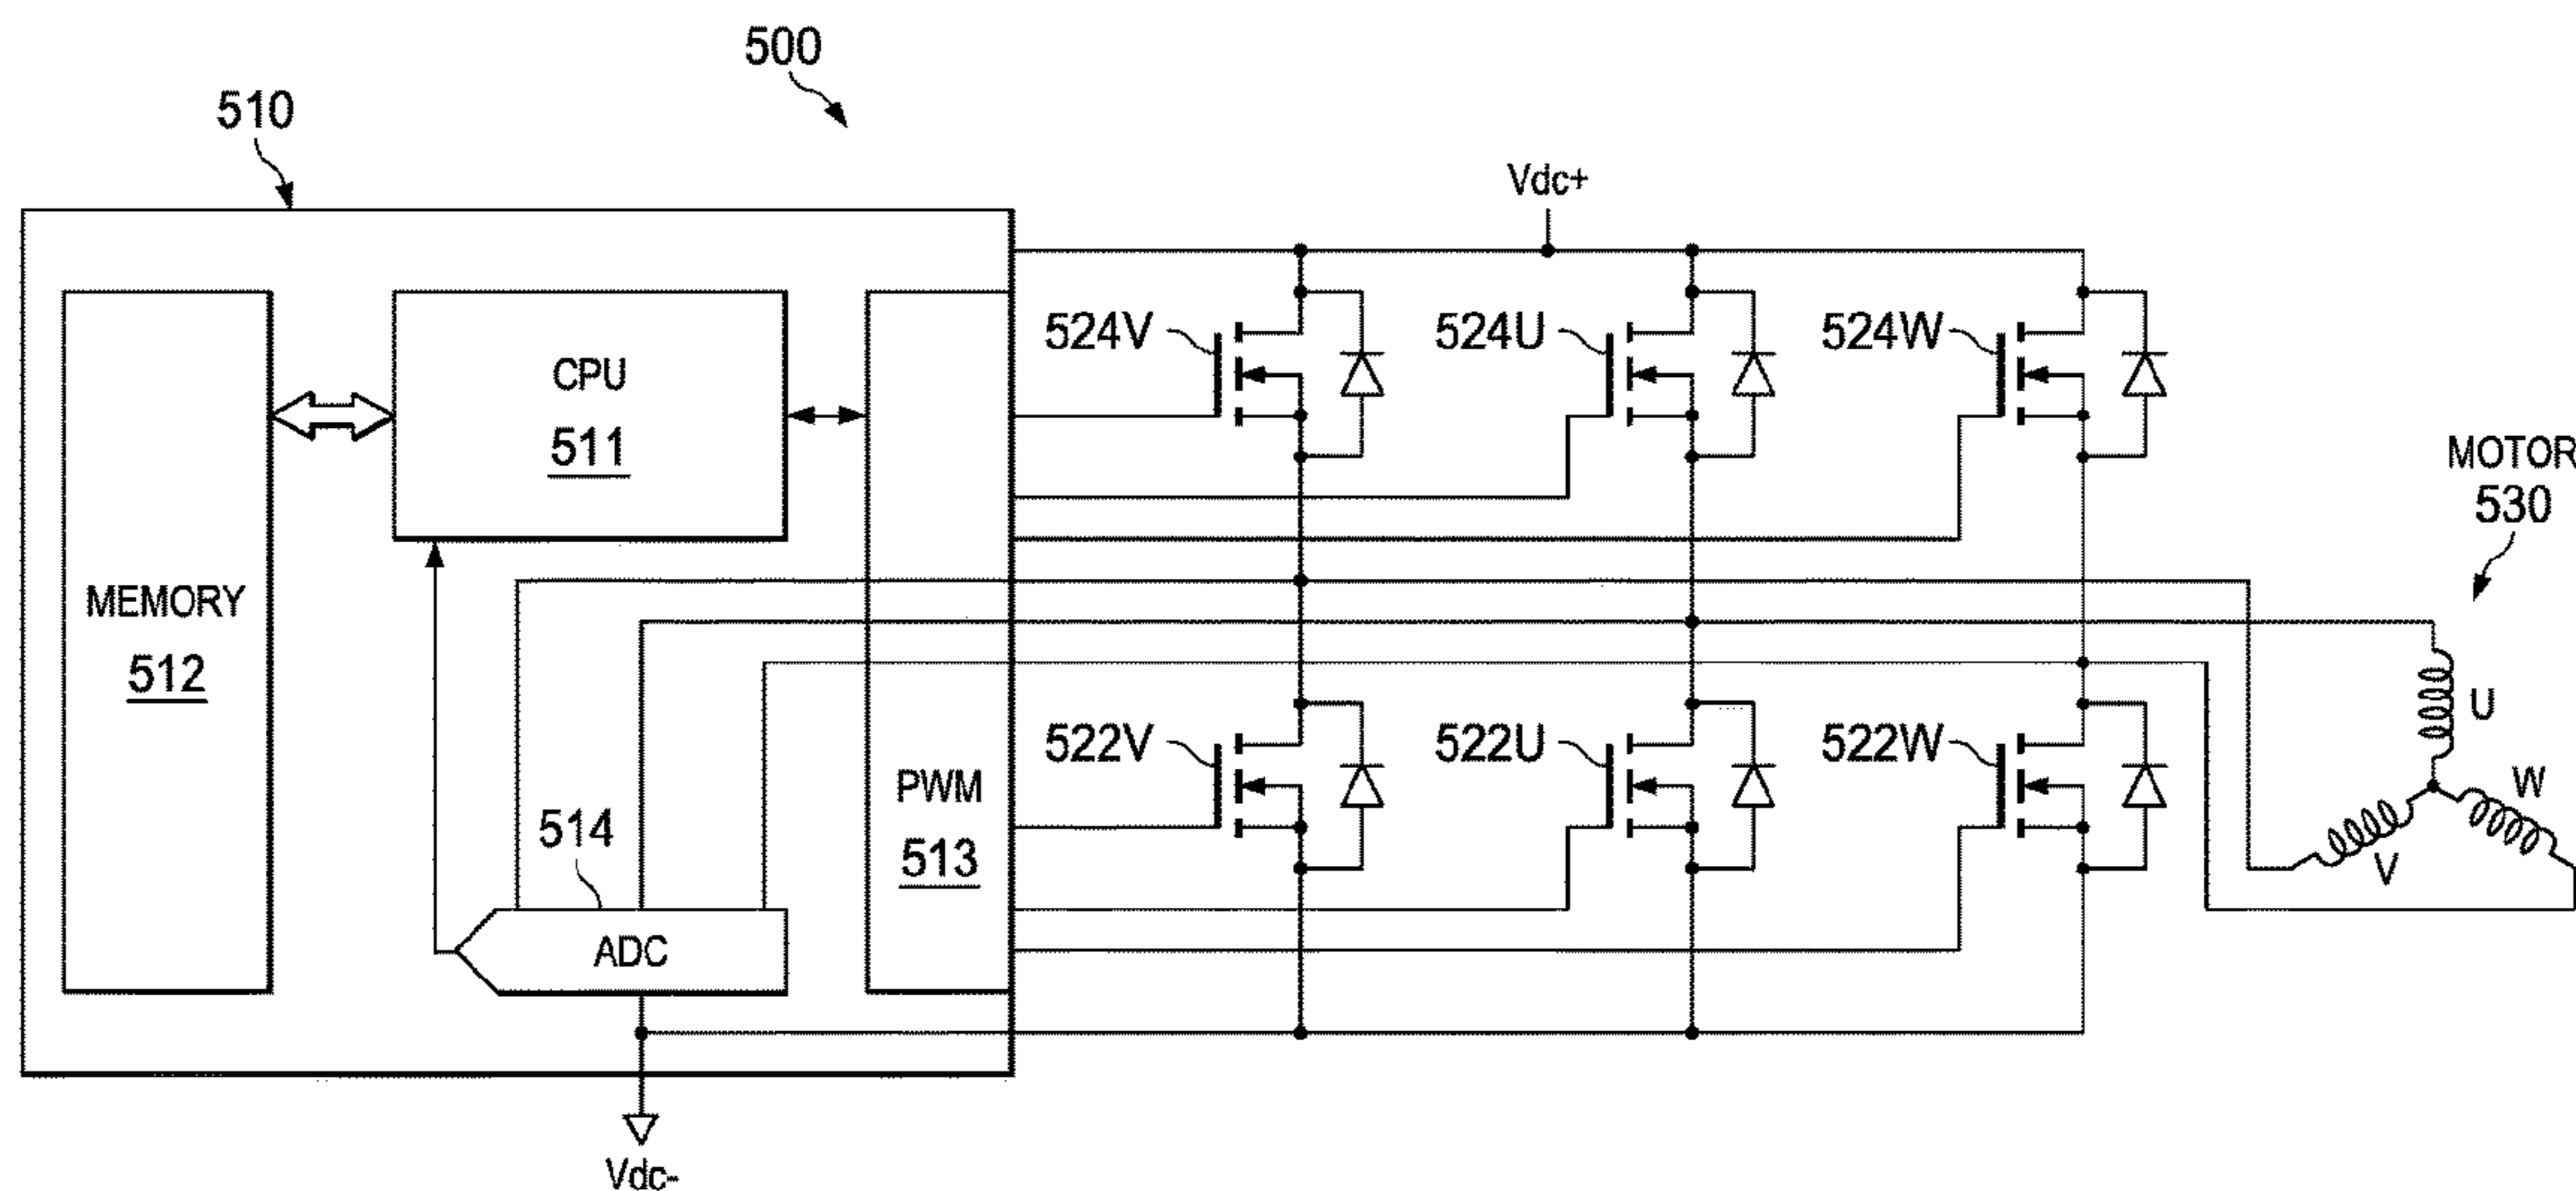 500
510
Vdc+
524V
524U
524W
CPU
511
MOTOR
530
MEMORY
512
U
522V
522U
522W
PWM
513
W
V
514
ADC
Vdc-